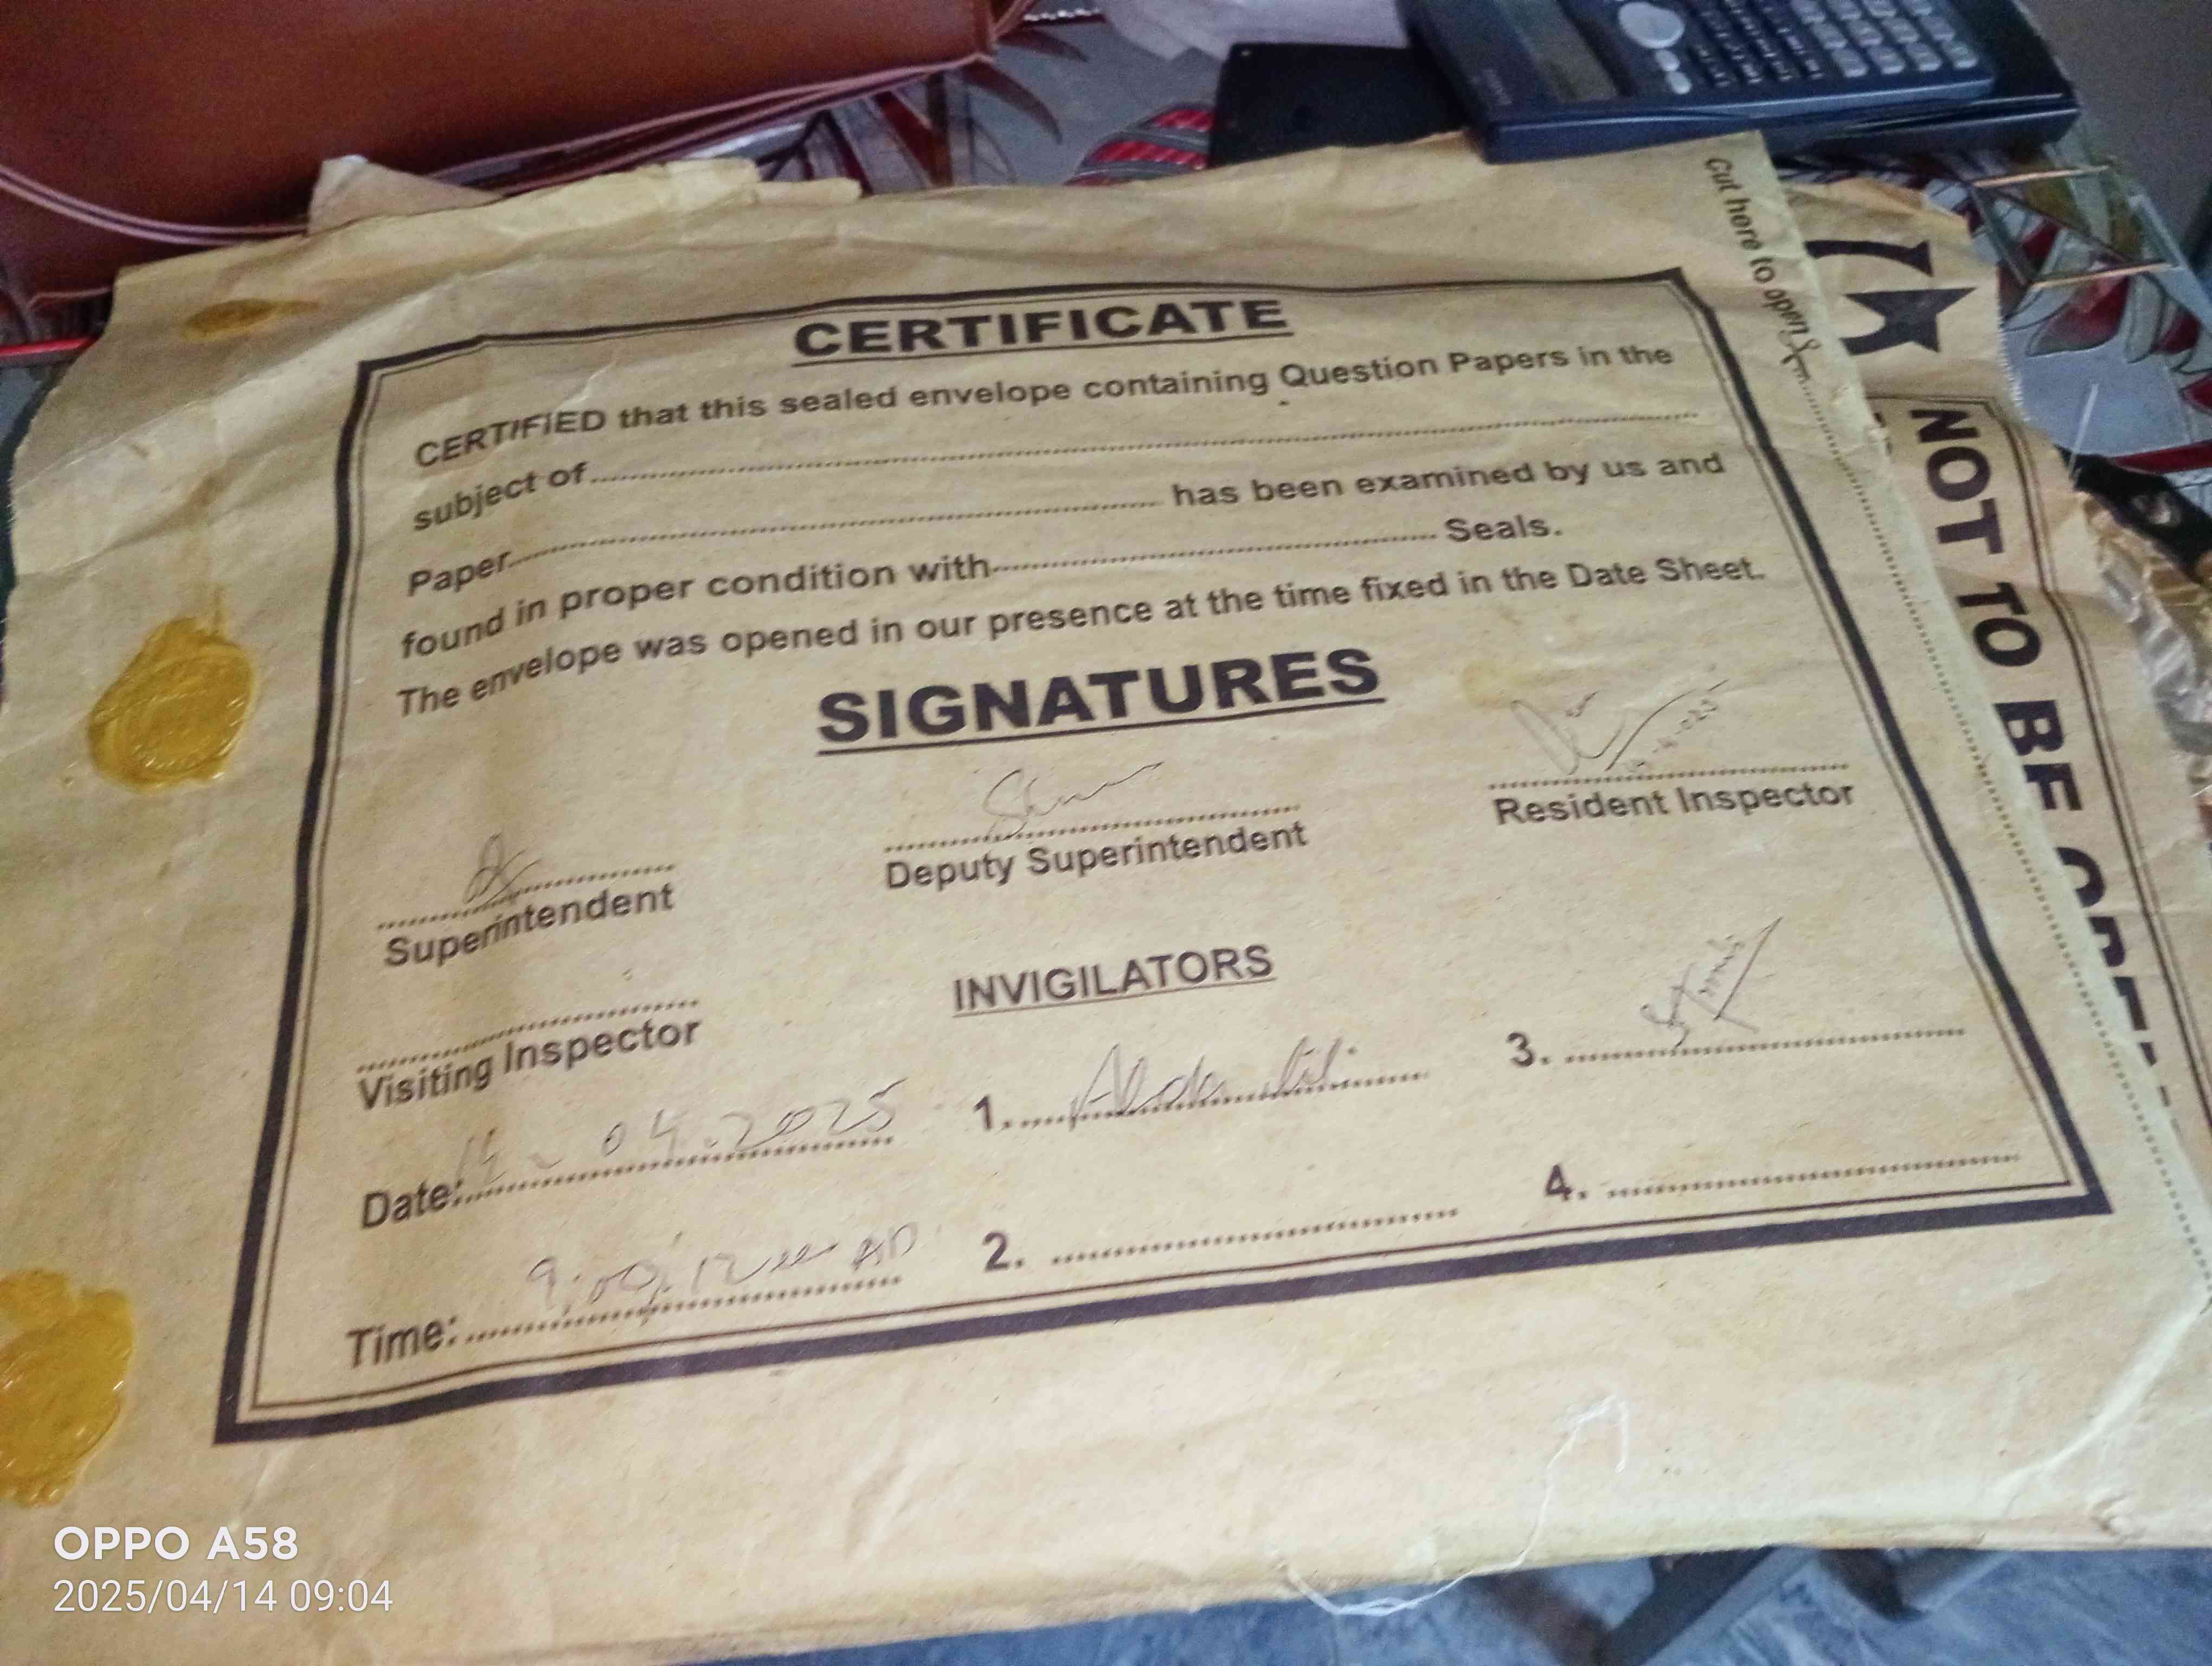 Cut here to open
CERTIFICATE
CERTIFIED that this sealed envelope containing Question Papers in the
subject of
Paper has been examined by us and
found in proper condition with Seals.
The envelope was opened in our presence at the time fixed in the Date Sheet.
SIGNATURES
Superintendent
Deputy Superintendent
Resident Inspector
Visiting Inspector
INVIGILATORS
Date: 14-04-2025
1.
3.
Time: 9:00
2.
4.
NOT TO BE
OPPO A58
2025/04/14 09:04